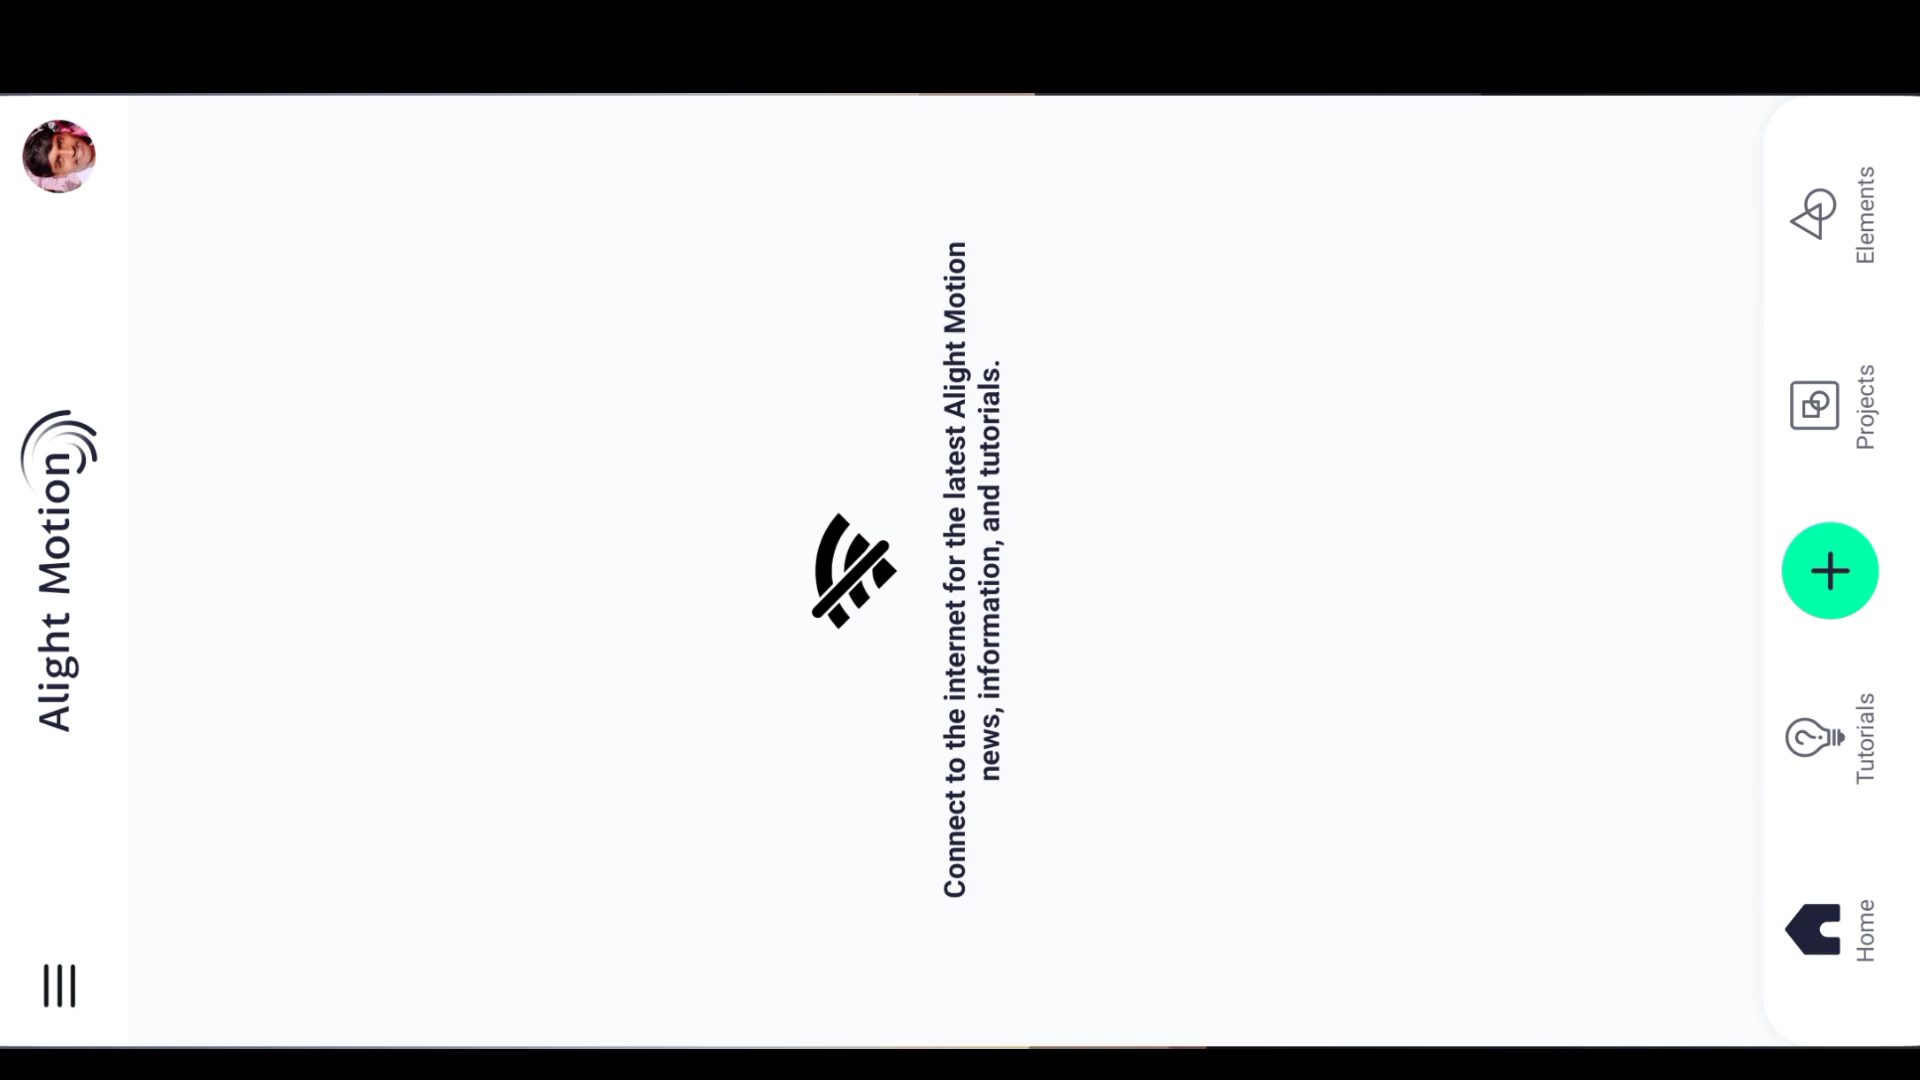 Alight Motion
Connect to the internet for the latest Alight Motion
news, information, and tutorials.
Home
Tutorials
Projects
Elements